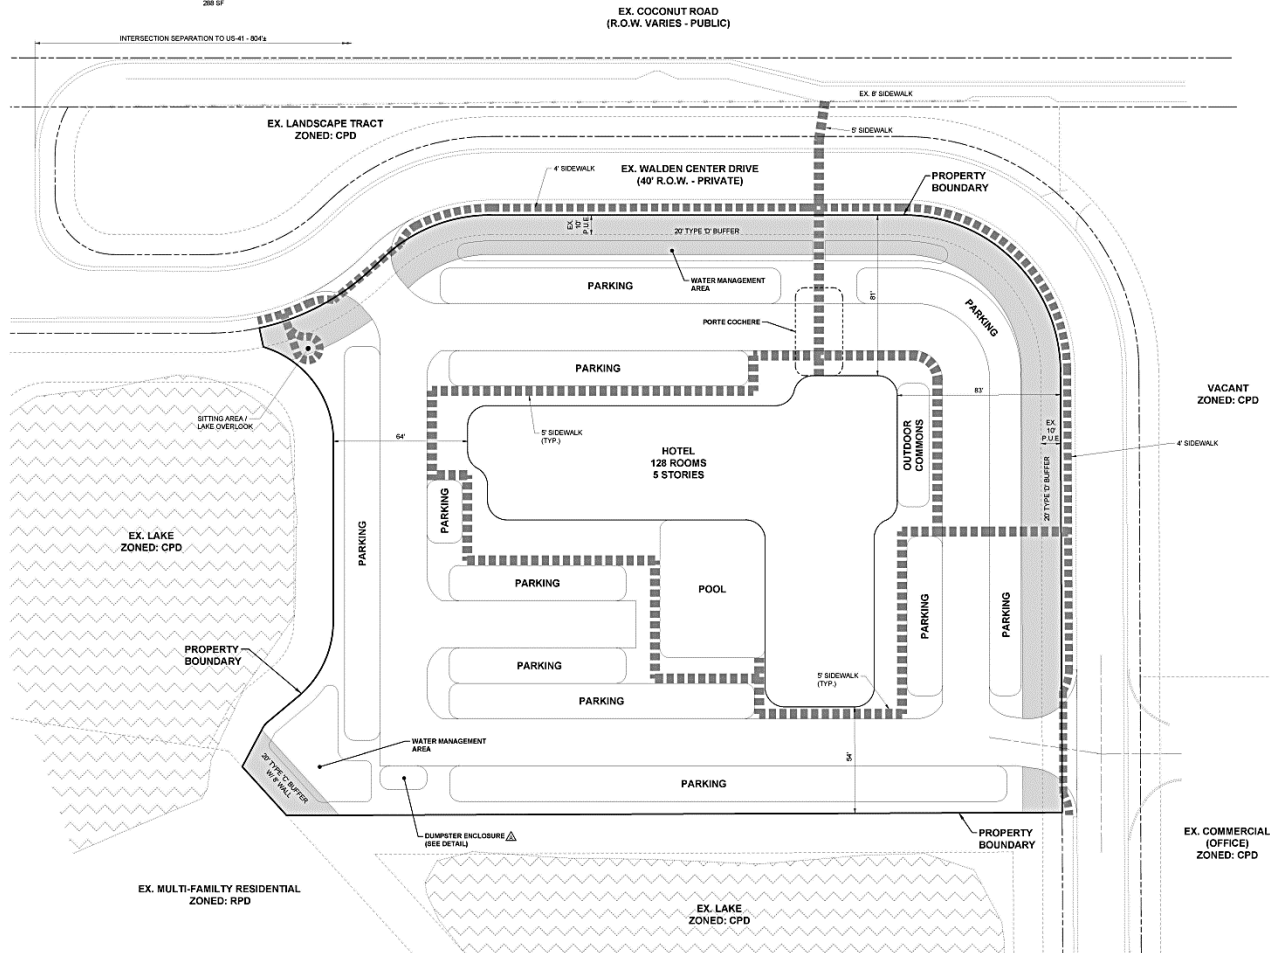 288 SF
EX. COCONUT ROAD
(R.O.W. VARIES - PUBLIC)
INTERSECTION SEPARATION TO US-41 - 804'±
EX. 8' SIDEWALK
EX. LANDSCAPE TRACT
ZONED: CPD
5' SIDEWALK
4' SIDEWALK
EX. WALDEN CENTER DRIVE
(40' R.O.W. - PRIVATE)
PROPERTY
BOUNDARY
EX.
10'
P.U.E
20' TYPE 'D' BUFFER
WATER MANAGEMENT
AREA
PARKING
81'
PARKING
PORTE COCHERE
PARKING
83'
VACANT
ZONED: CPD
SITTING AREA /
LAKE OVERLOOK
64'
5' SIDEWALK
(TYP.)
HOTEL
128 ROOMS
5 STORIES
OUTDOOR
COMMONS
EX.
10'
P.U.E
4' SIDEWALK
20' TYPE 'D' BUFFER
PARKING
PARKING
EX. LAKE
ZONED: CPD
PARKING
POOL
PARKING
PARKING
PROPERTY
BOUNDARY
PARKING
5' SIDEWALK
(TYP.)
PARKING
WATER MANAGEMENT
AREA
54'
20' TYPE 'C' BUFFER
W/ 8' WALL
PARKING
DUMPSTER ENCLOSURE
(SEE DETAIL)
PROPERTY
BOUNDARY
EX. COMMERCIAL
(OFFICE)
ZONED: CPD
EX. MULTI-FAMILTY RESIDENTIAL
ZONED: RPD
EX. LAKE
ZONED: CPD